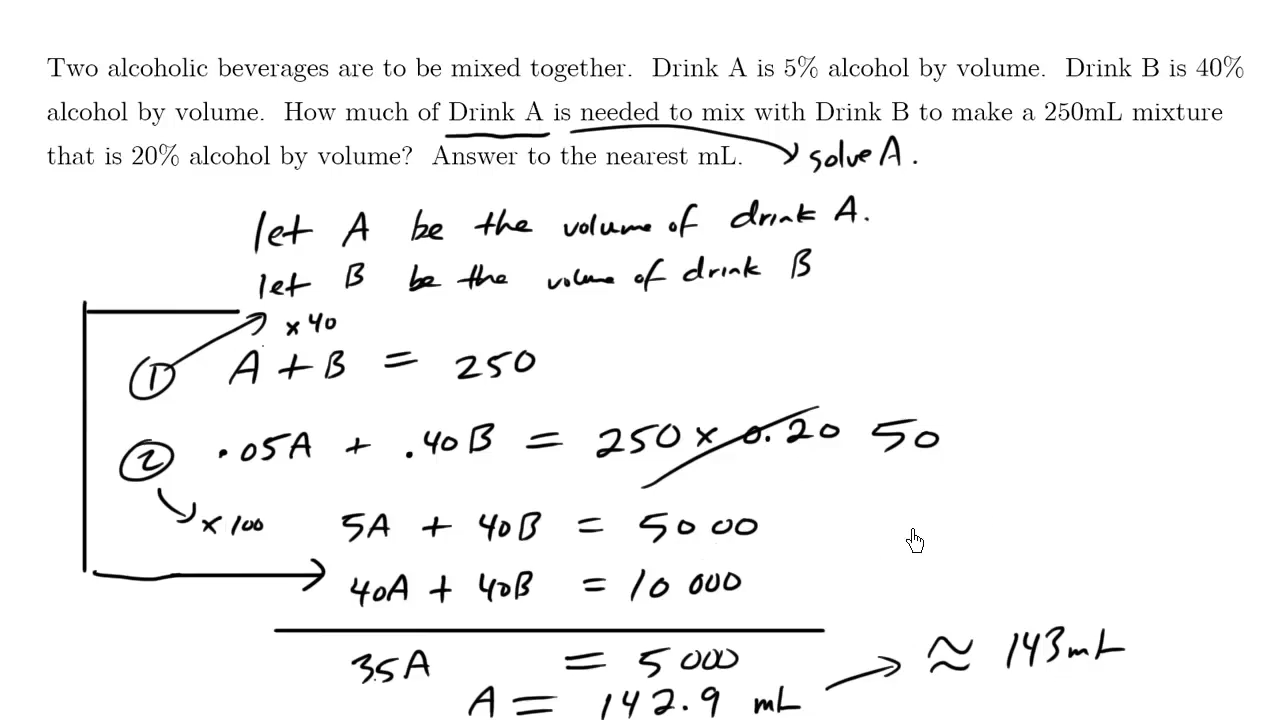 Two alcoholic beverages are to be mixed together. Drink A is 5% alcohol by volume. Drink B is 40%
alcohol by volume. How much of Drink A is needed to mix with Drink B to make a 250mL mixture
that is 20% alcohol by volume? Answer to the nearest mL. solve A.
let A be the volume of drink A.
let B be the volume of drink B
x 40
① A + B = 250
② .05A + .40B = 250 x 0.20 50
x 100 5A + 40B = 5000
40A + 40B = 10 000
35A = 5 000
≈ 143mL
A = 142.9 mL